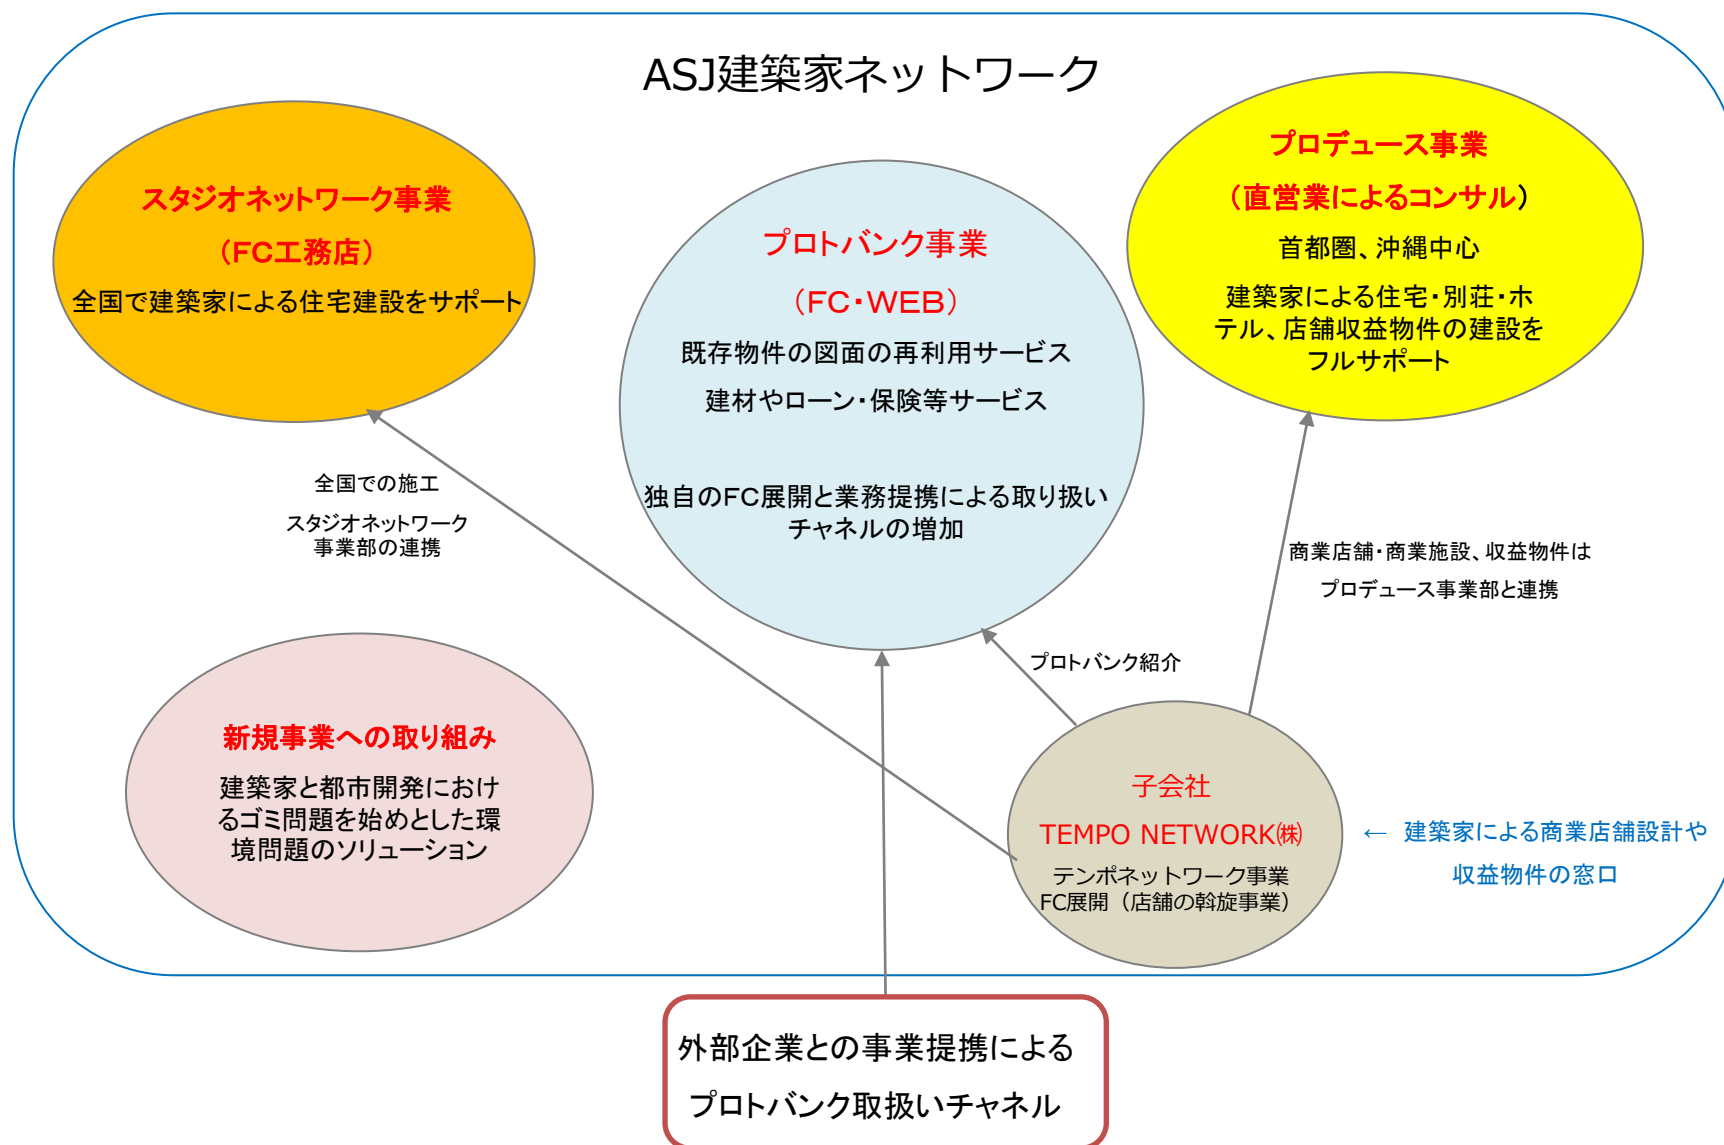 ASJ建築家ネットワーク
スタジオネットワーク事業
（FC工務店）
全国で建築家による住宅建設をサポート
プロトバンク事業
（FC・WEB）
既存物件の図面の再利用サービス
建材やローン・保険等サービス
独自のFC展開と業務提携による取り扱い
チャネルの増加
プロデュース事業
（直営業によるコンサル）
首都圏、沖縄中心
建築家による住宅・別荘・ホ
テル、店舗収益物件の建設を
フルサポート
全国での施工
スタジオネットワーク
事業部の連携
商業店舗・商業施設、収益物件は
プロデュース事業部と連携
プロトバンク紹介
新規事業への取り組み
建築家と都市開発におけ
るゴミ問題を始めとした環
境問題のソリューション
子会社
TEMPO NETWORK㈱
テンポネットワーク事業
FC展開（店舗の斡旋事業）
← 建築家による商業店舗設計や
収益物件の窓口
外部企業との事業提携による
プロトバンク取扱いチャネル